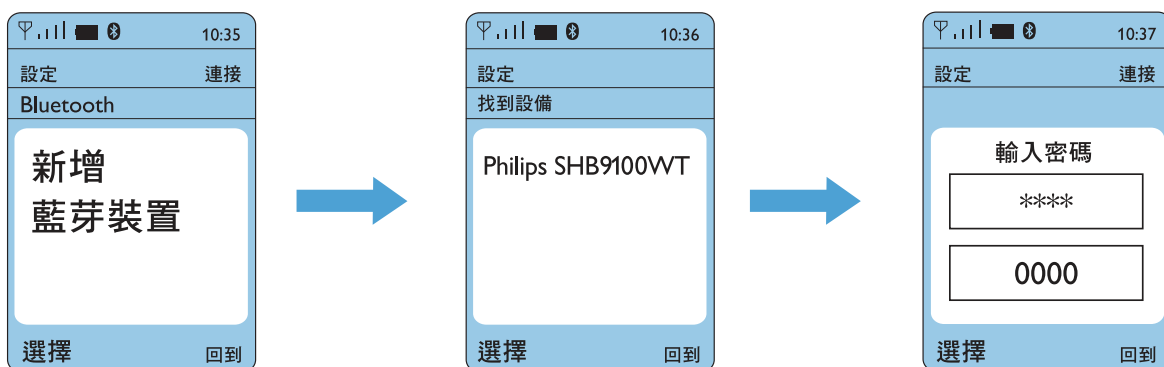 10:35
設定 連接
Bluetooth
新增
藍芽裝置
選擇 回到
10:36
設定
找到設備
Philips SHB9100WT
選擇 回到
10:37
設定 連接
輸入密碼
****
0000
選擇 回到